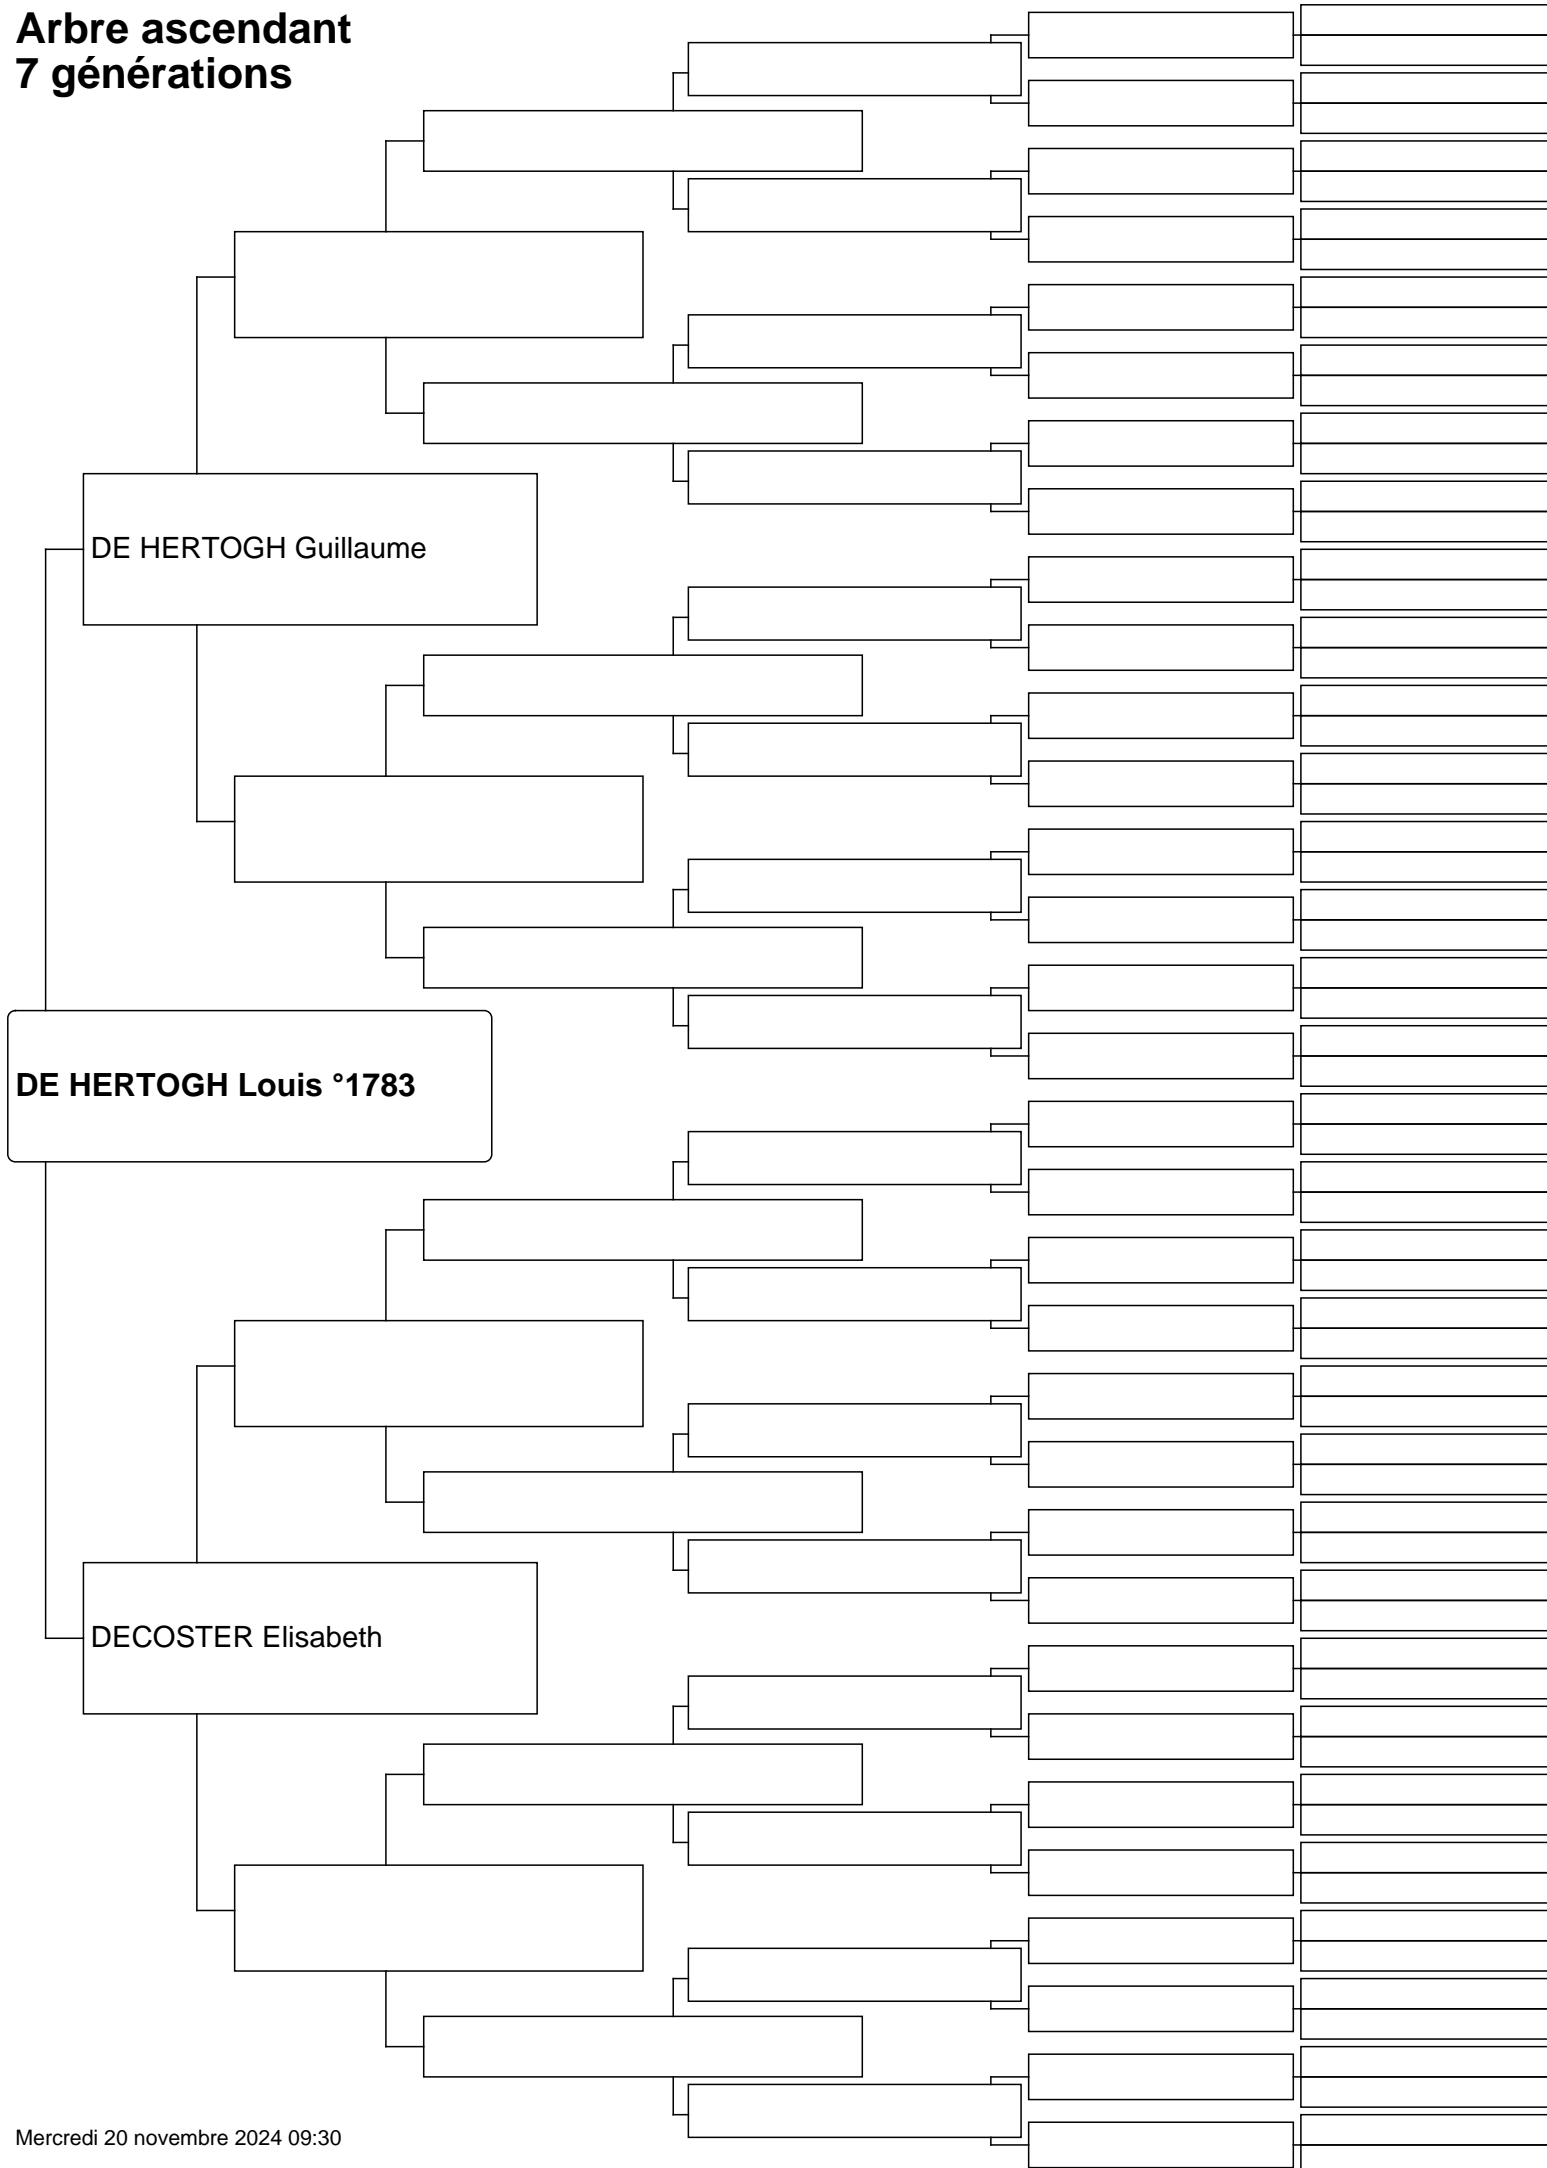 Arbre ascendant
7 générations
DE HERTOGH Guillaume
DE HERTOGH Louis °1783
DECOSTER Elisabeth
Mercredi 20 novembre 2024 09:30